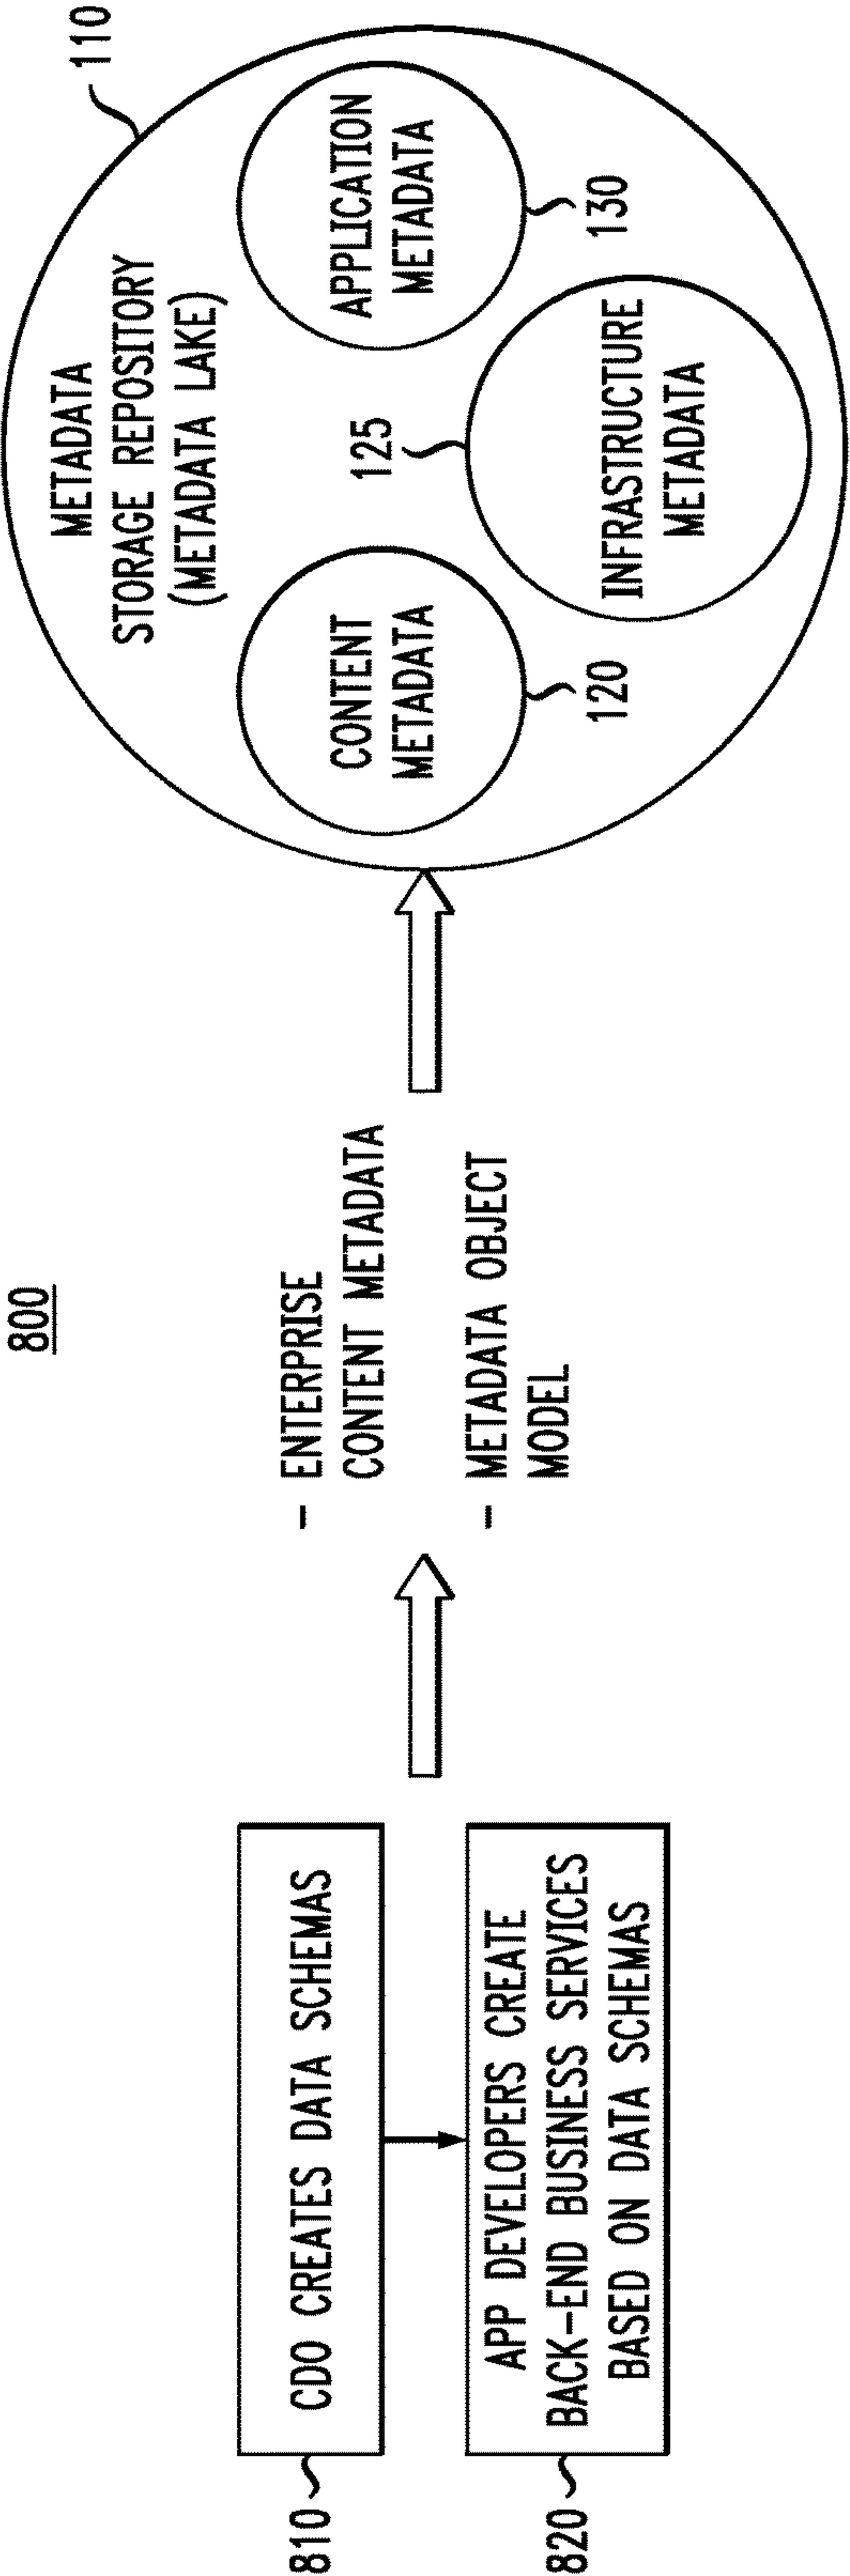 800
810
CDO CREATES DATA SCHEMAS
820
APP DEVELOPERS CREATE
BACK-END BUSINESS SERVICES
BASED ON DATA SCHEMAS
- ENTERPRISE
CONTENT METADATA
- METADATA OBJECT
MODEL
110
METADATA
STORAGE REPOSITORY
(METADATA LAKE)
CONTENT
METADATA
120
125
INFRASTRUCTURE
METADATA
APPLICATION
METADATA
130